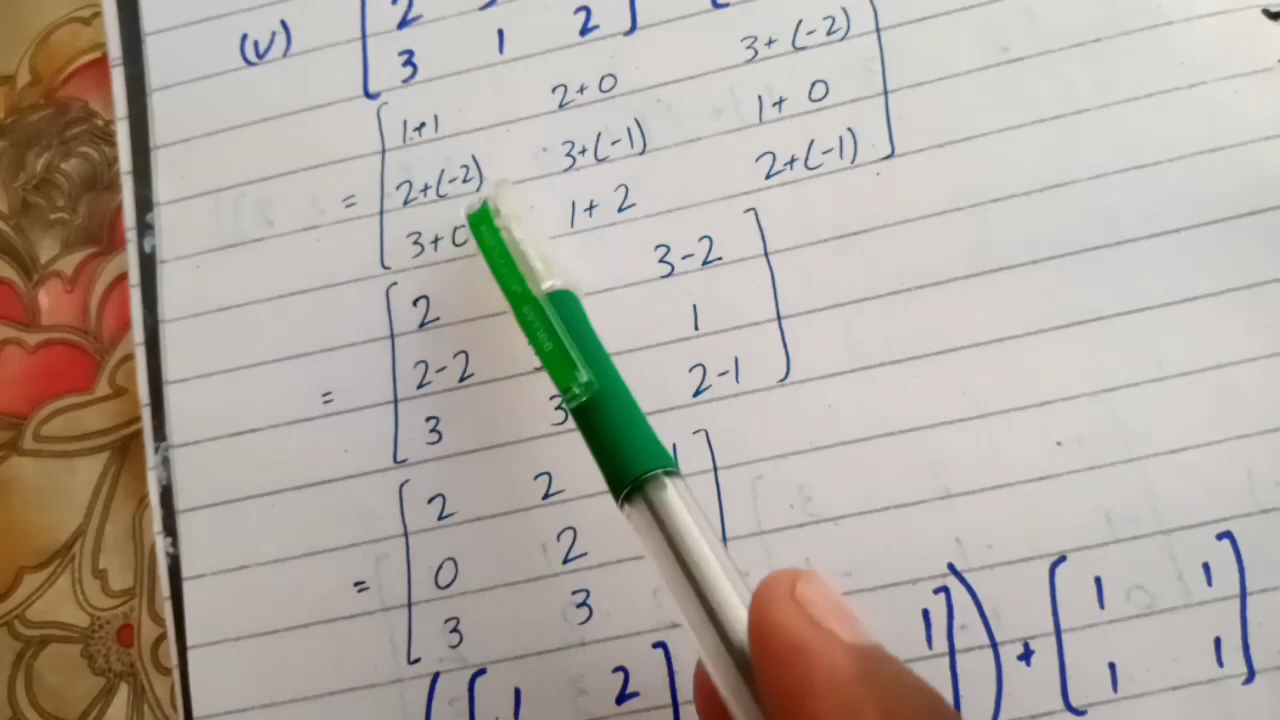 (V) 2
3 1 2
1+1 2+0 3+(-2)
= 2+(-2) 3+(-1) 1+0
3+ 1+2 2+(-1)
2 3-2
= 2-2 1
3 3 2-1
2 2 1
= 0 2
3 3
1 2 1 + 1 1
1 1
DOLLAR